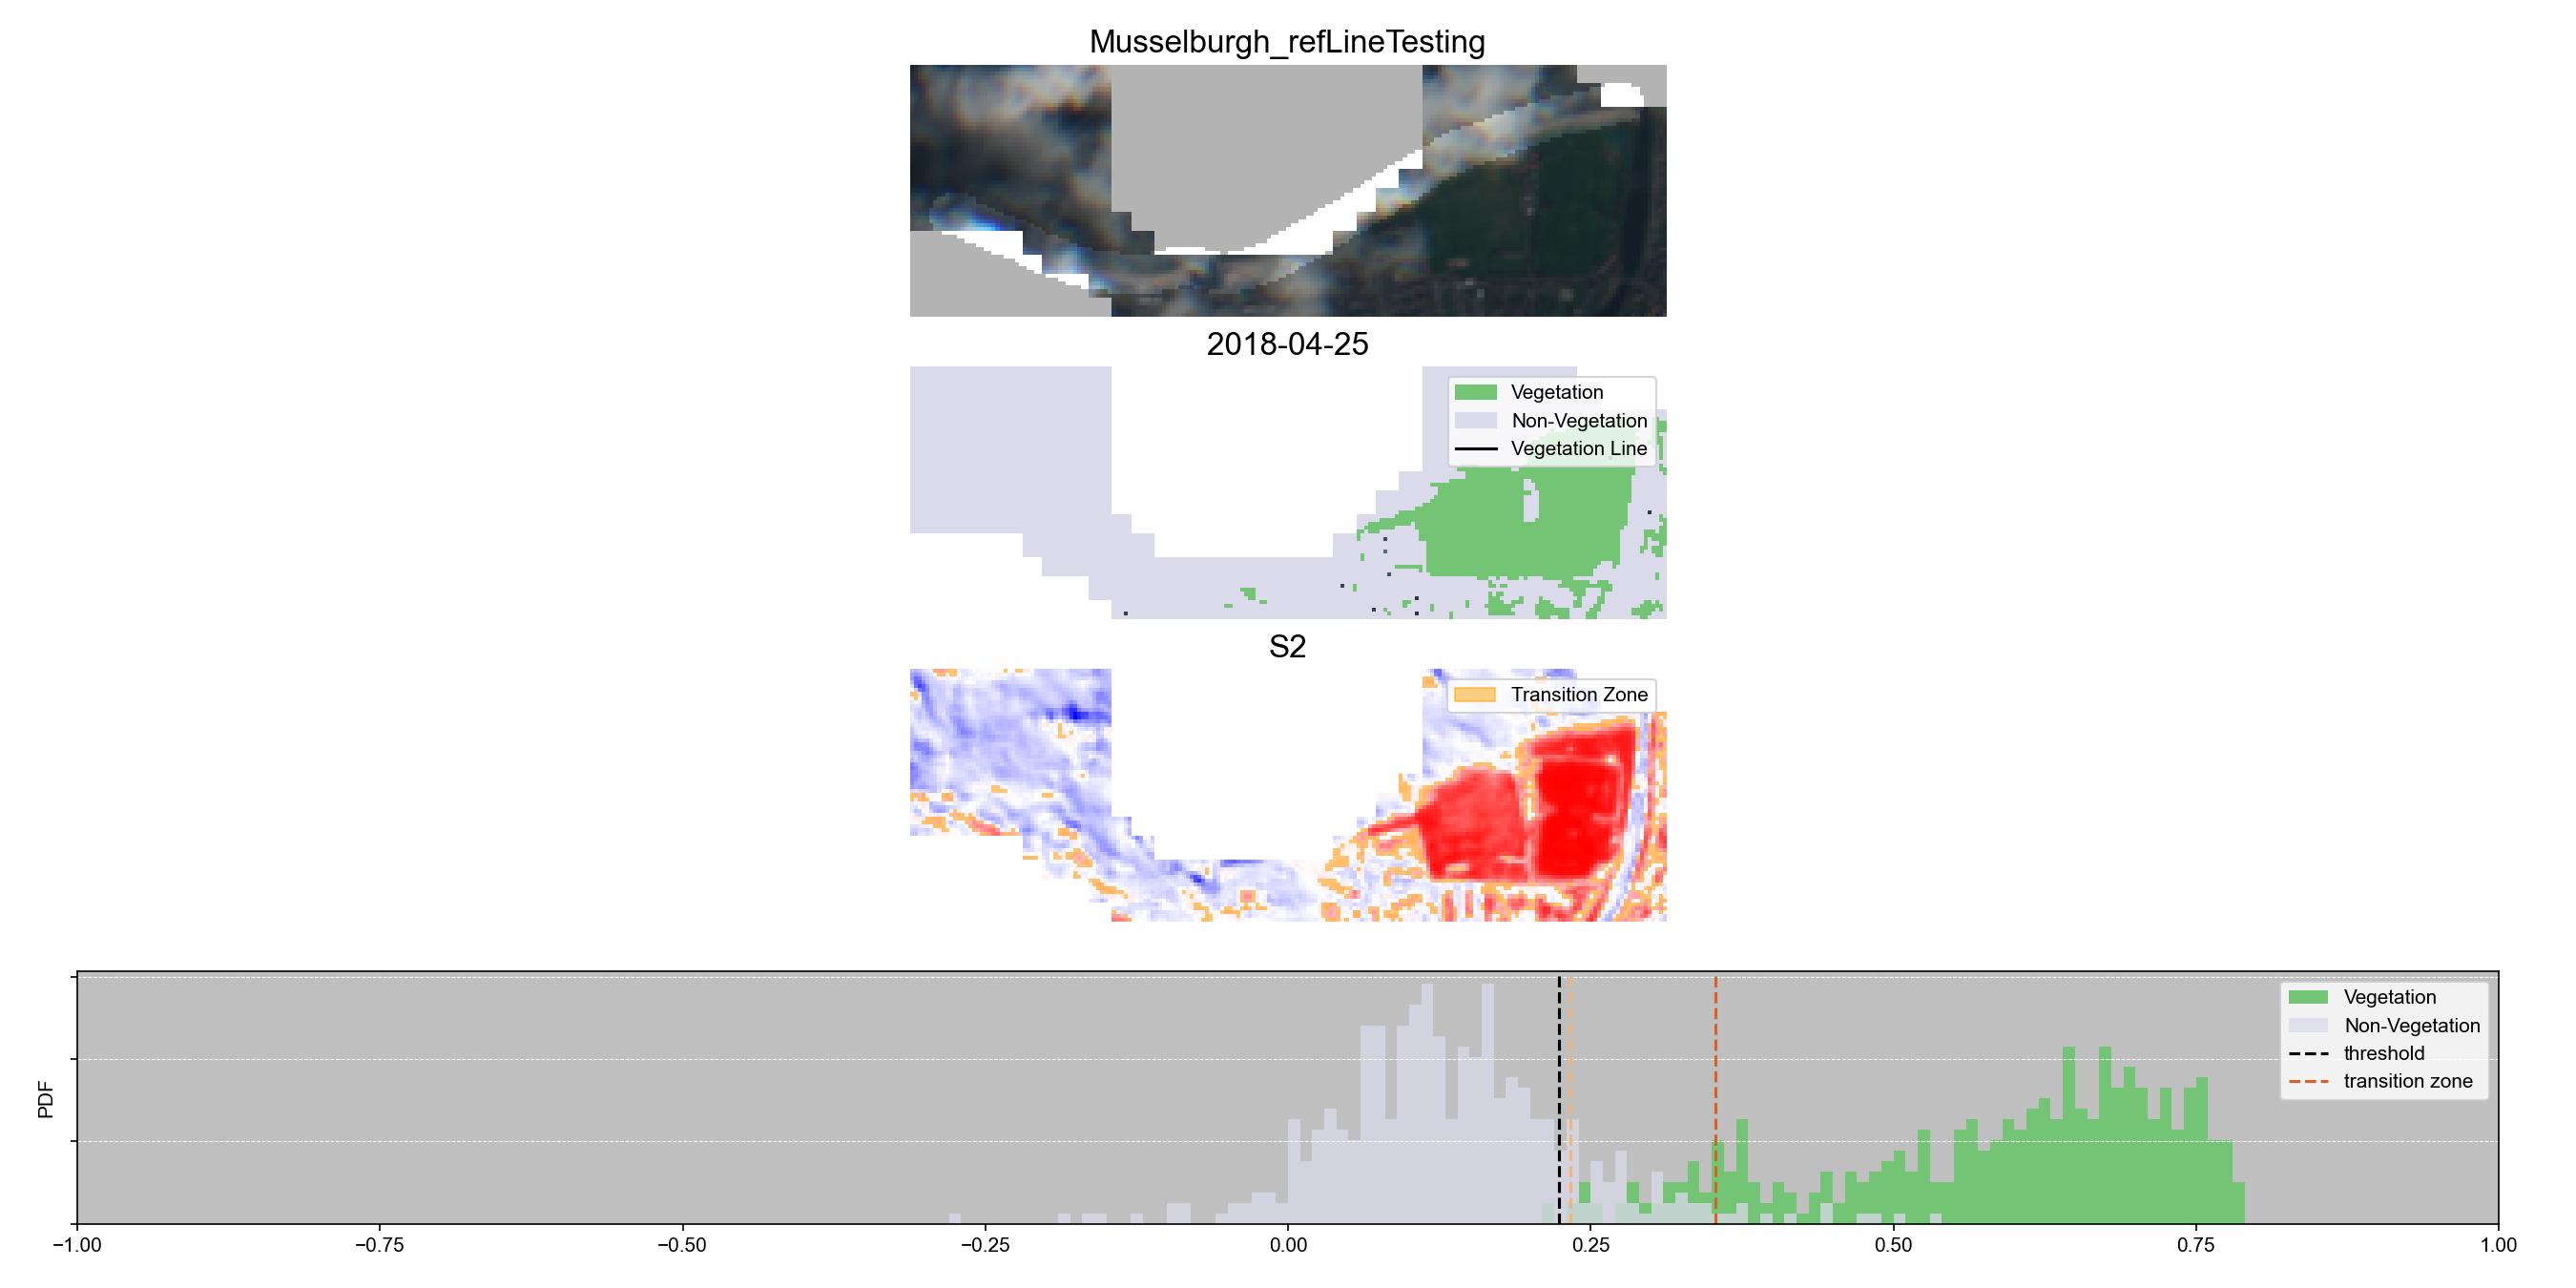 Musselburgh_refLineTesting
2018-04-25
Vegetation
Non-Vegetation
Vegetation Line
S2
Transition Zone
PDF
Vegetation
Non-Vegetation
threshold
transition zone
−1.00 −0.75 −0.50 −0.25 0.00 0.25 0.50 0.75 1.00